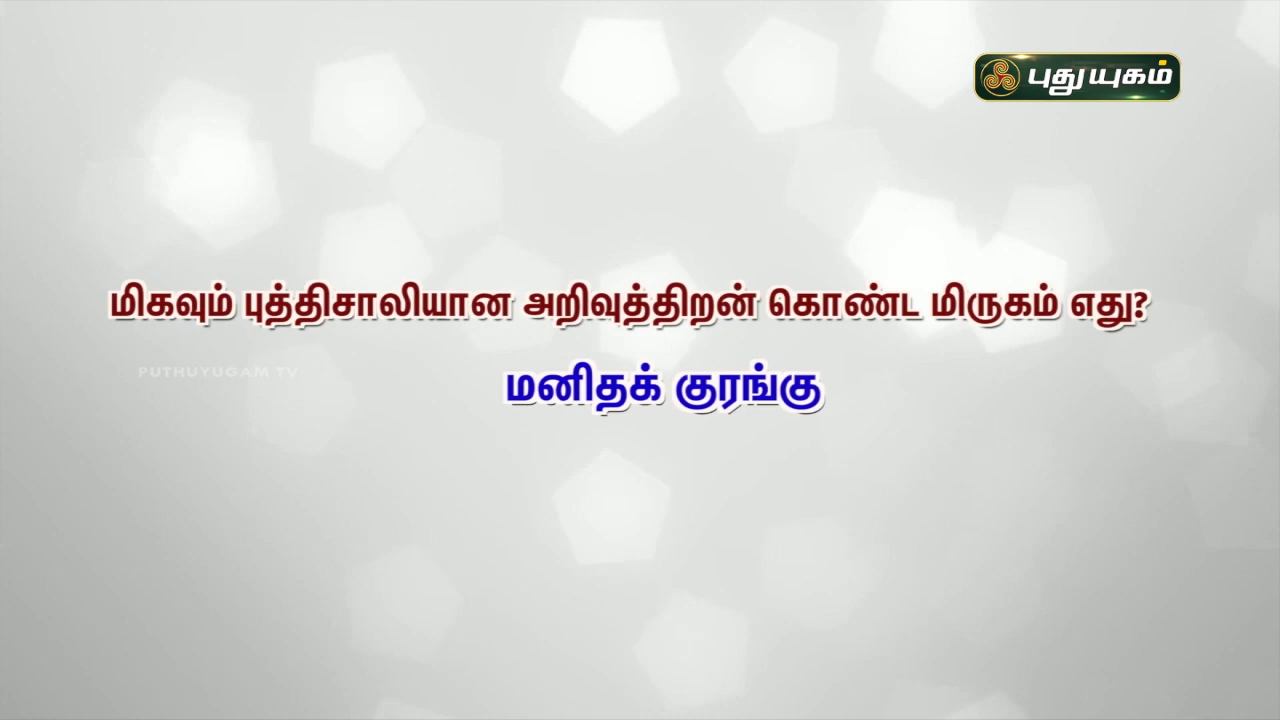 புதுயுகம்
மிகவும் புத்திசாலியான அறிவுத்திறன் கொண்ட மிருகம் எது?
PUTHUYUGAM TV
மனிதக் குரங்கு